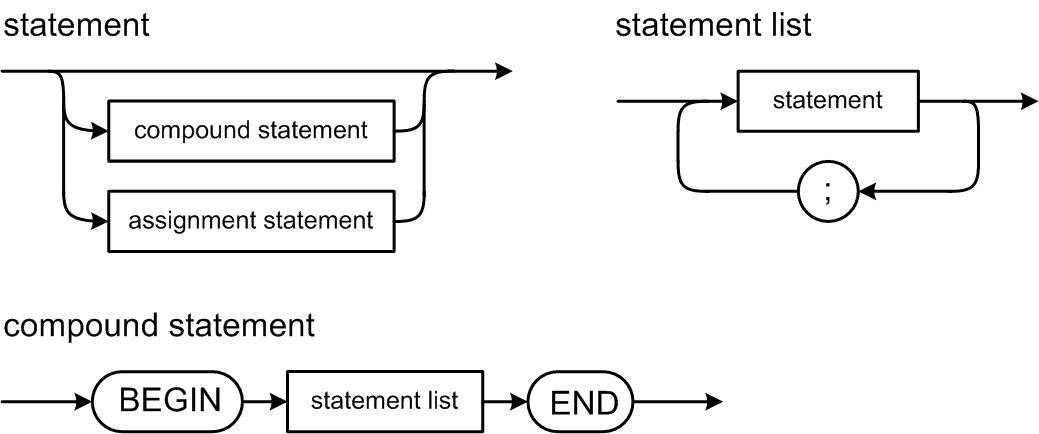 statement
compound statement
assignment statement
statement list
statement
;
compound statement
BEGIN
statement list
END